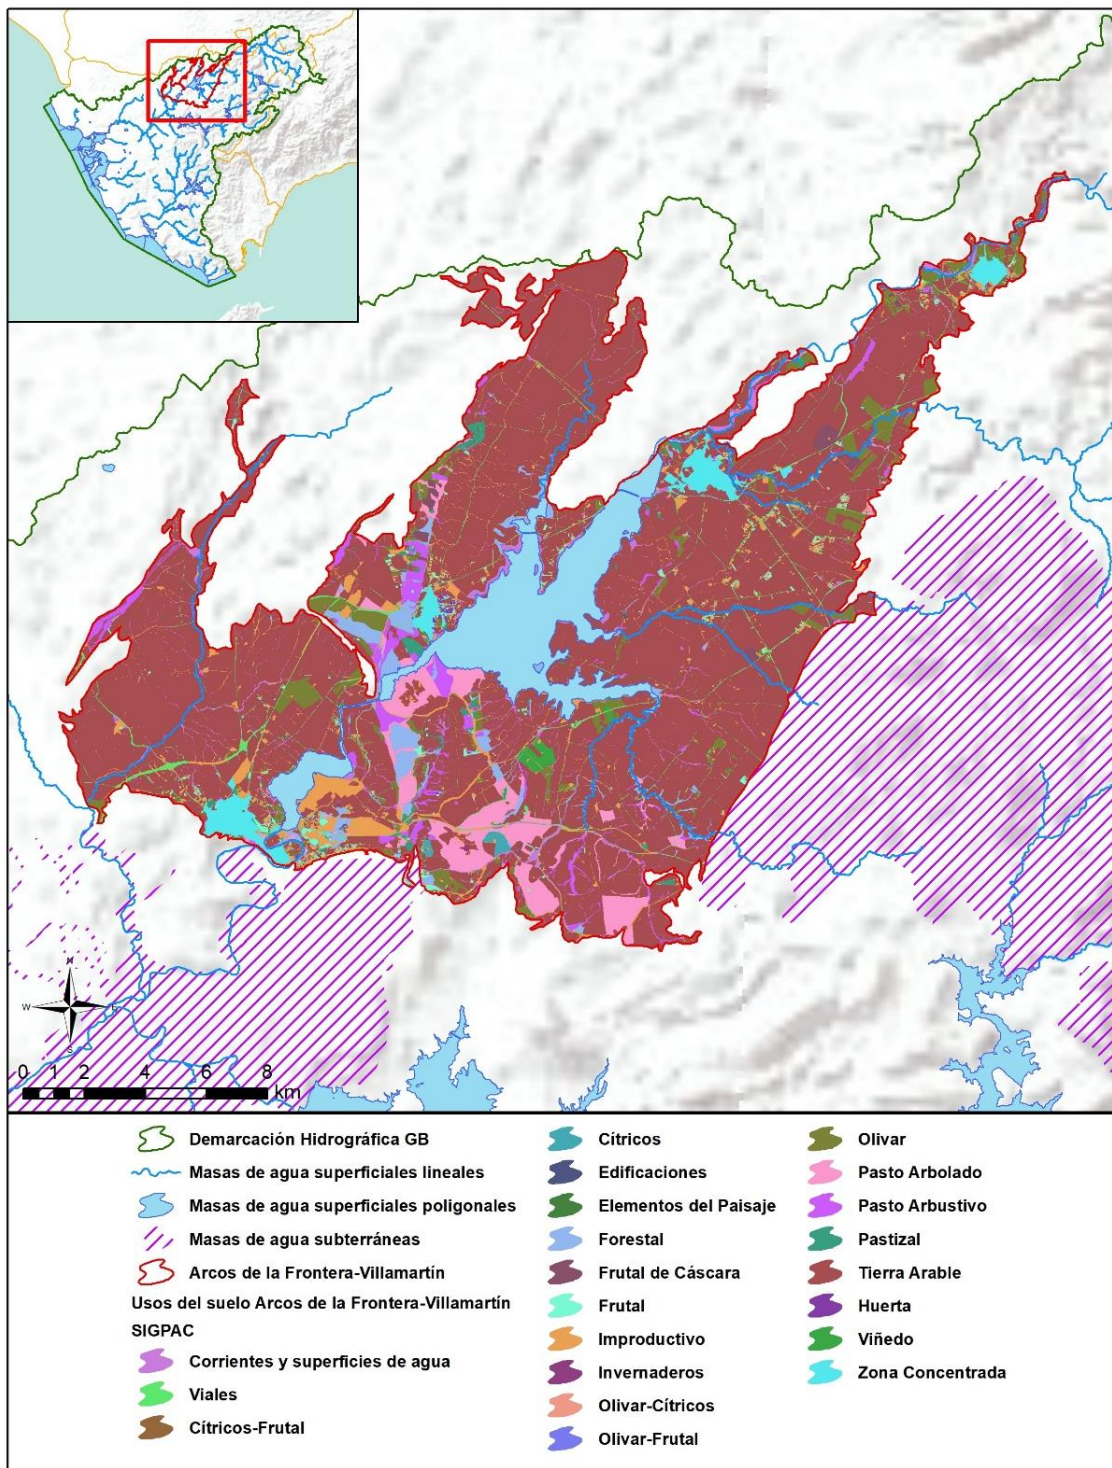 N
W
E
S
0 1 2 4 6 8
km
Demarcación Hidrográfica GB
Masas de agua superficiales lineales
Masas de agua superficiales poligonales
Masas de agua subterráneas
Arcos de la Frontera-Villamartín
Usos del suelo Arcos de la Frontera-Villamartín
SIGPAC
Corrientes y superficies de agua
Viales
Cítricos-Frutal
Cítricos
Edificaciones
Elementos del Paisaje
Forestal
Frutal de Cáscara
Frutal
Improductivo
Invernaderos
Olivar-Cítricos
Olivar-Frutal
Olivar
Pasto Arbolado
Pasto Arbustivo
Pastizal
Tierra Arable
Huerta
Viñedo
Zona Concentrada